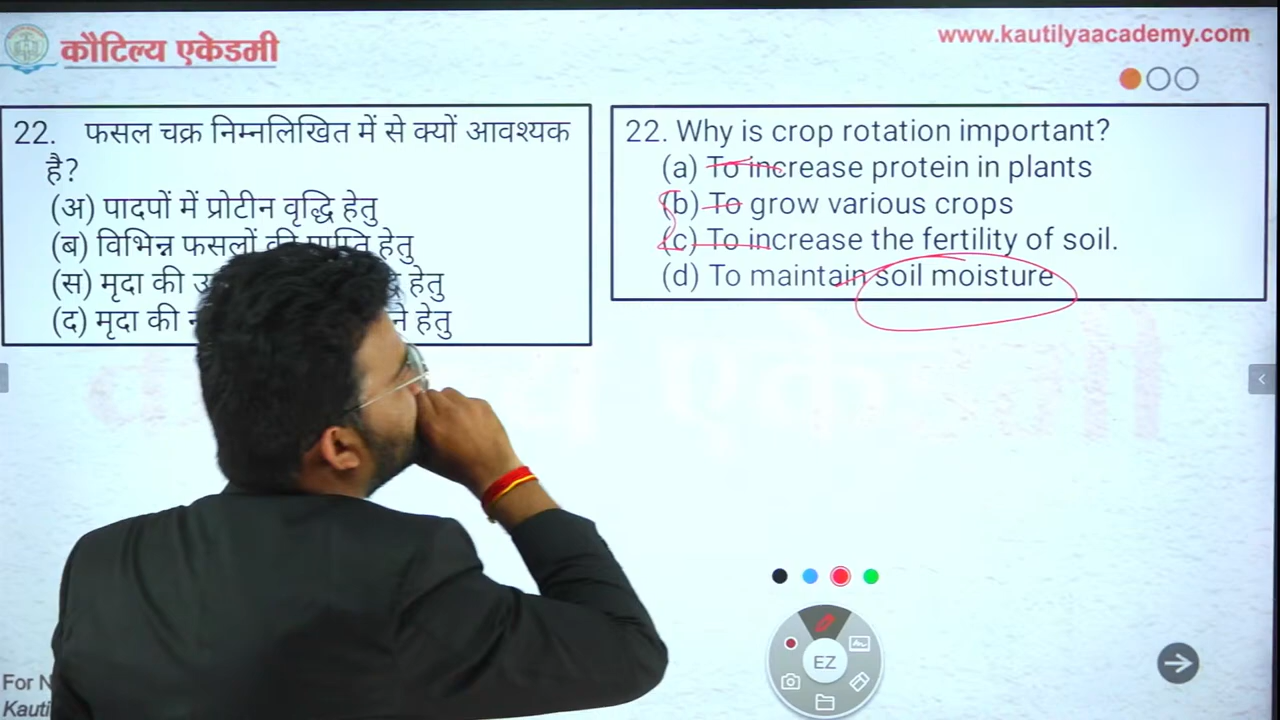 कौटिल्य एकेडमी
www.kautilyaacademy.com
22. फसल चक्र निम्नलिखित में से क्यों आवश्यक
है?
(अ) पादपों में प्रोटीन वृद्धि हेतु
(ब) विभिन्न फसलों की हेतु
(स) मृदा की हेतु
(द) मृदा की हेतु
22. Why is crop rotation important?
(a) To increase protein in plants
(b) To grow various crops
(c) To increase the fertility of soil.
(d) To maintain soil moisture
EZ
For